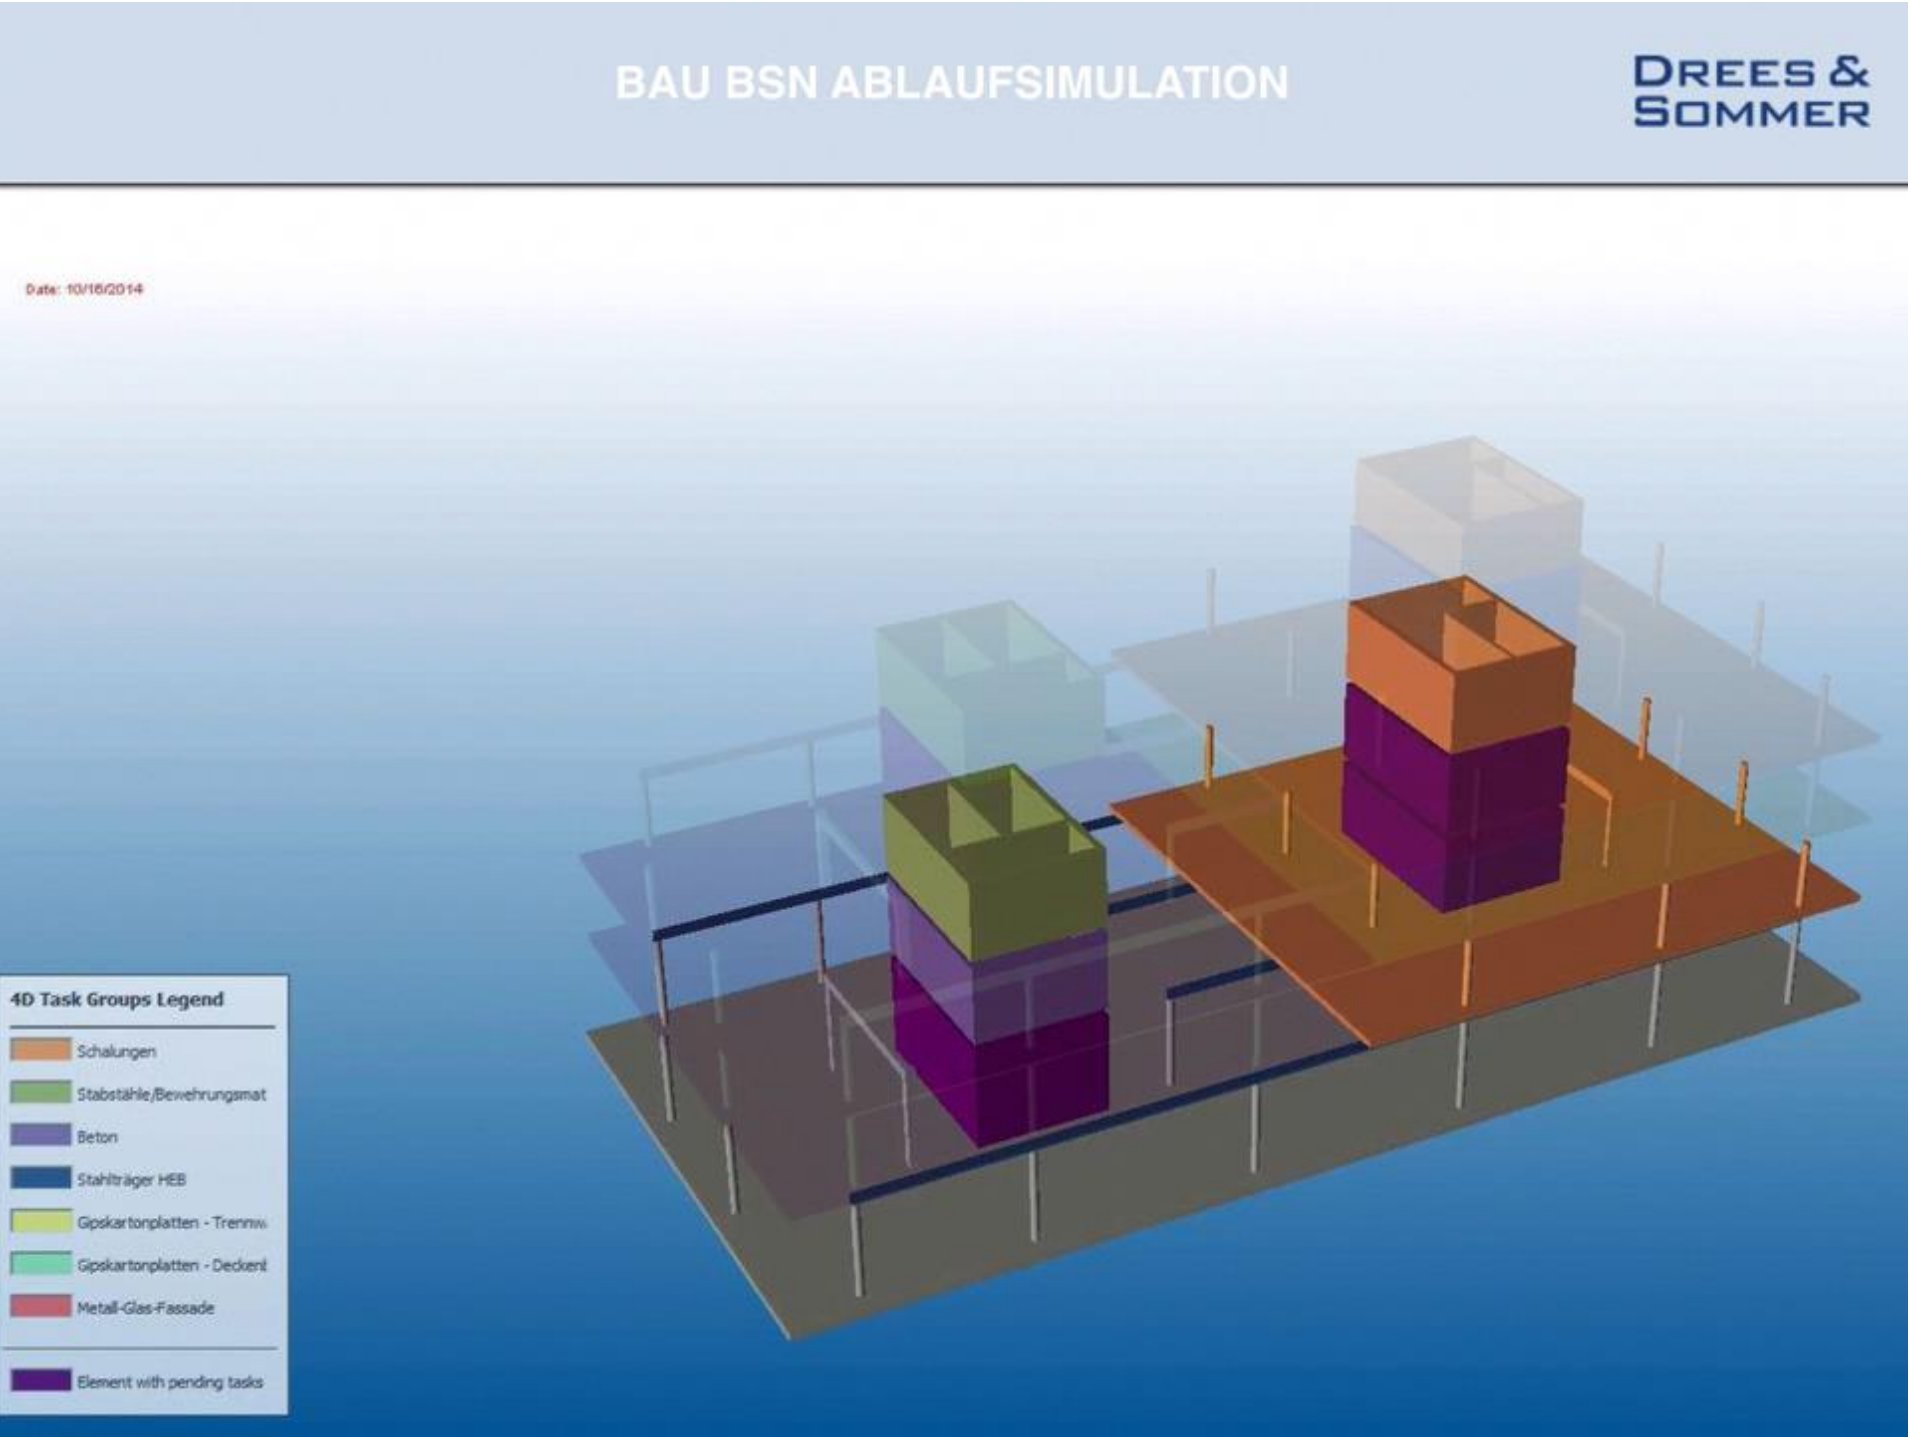 BAU BSN ABLAUFSIMULATION
DREES &
SOMMER
Date: 10/16/2014
4D Task Groups Legend
Schalungen
Stabstähle/Bewehrungsmat
Beton
Stahlträger HEB
Gipskartonplatten - Trennw
Gipskartonplatten - Deckent
Metall-Glas-Fassade
Element with pending tasks